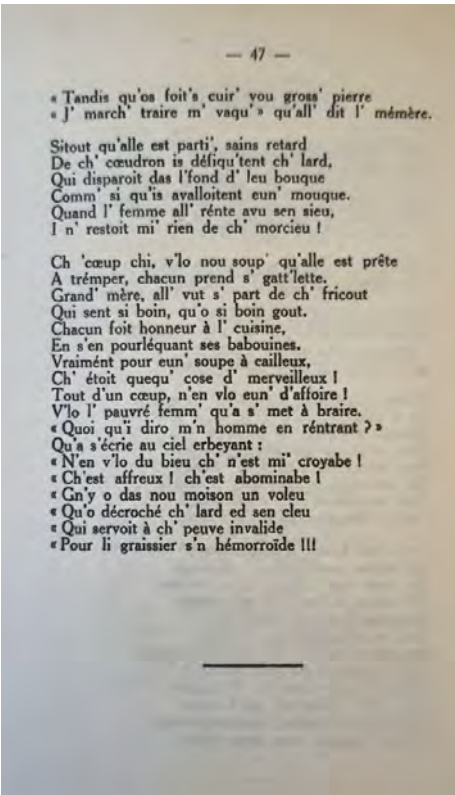 — 47 —
« Tandis qu'os foit's cuir' vou gross' pierre
« J' march' traire m' vaqu' » qu'all' dit l' mémère.
Sitout qu'alle est parti', sains retard
De ch' cœudron is défiqu'tent ch' lard,
Qui disparoit das l'fond d' leu bouque
Comm' si qu'is avalloitent eun' mouque.
Quand l' femme all' rénte avu sen sieu,
I n' restoit mi' rien de ch' morcieu !
Ch 'cœup chi, v'lo nou soup' qu'alle est prête
A trémper, chacun prend s' gatt'lette.
Grand' mère, all' vut s' part de ch' fricout
Qui sent si boin, qu'o si boin gout.
Chacun foit honneur à l' cuisine,
En s'en pourléquant ses babouines.
Vraimént pour eun' soupe à cailleux,
Ch' étoit quequ' cose d' merveilleux !
Tout d'un cœup, n'en vlo eun' d'affoire !
V'lo l' pauvré femm' qu'a s' met à braire.
« Quoi qu'i diro m'n homme en réntrant ? »
Qu'a s'écrie au ciel erbeyant :
« N'en v'lo du bieu ch' n'est mi' croyabe !
« Ch'est affreux ! ch'est abominabe !
« Gn'y o das nou moison un voleu
« Qu'o décroché ch' lard ed sen cleu
« Qui servoit à ch' peuve invalide
« Pour li graissier s'n hémorroïde !!!